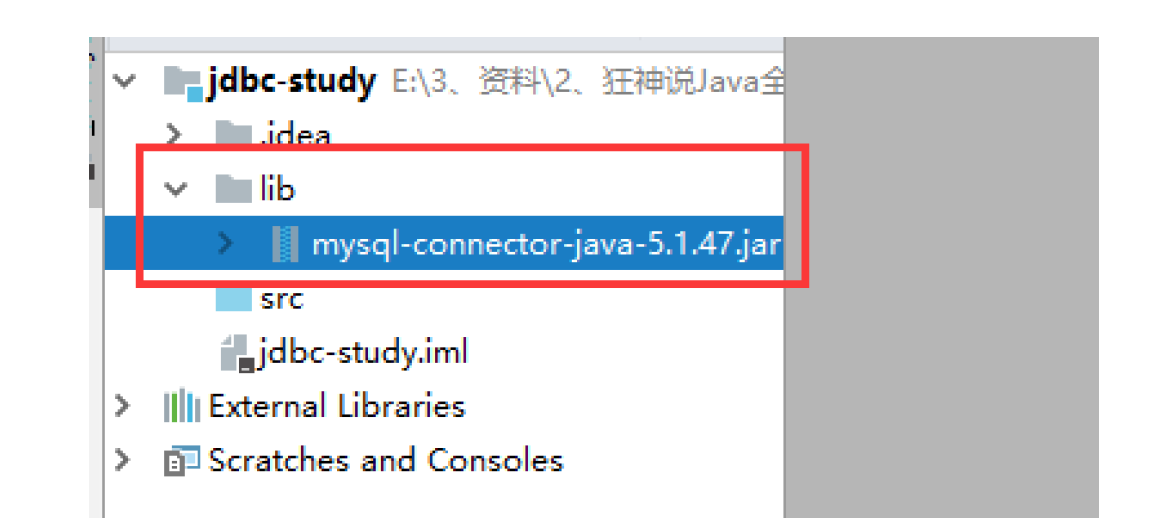 jdbc-study E:\3、资料\2、狂神说Java全
.idea
lib
mysql-connector-java-5.1.47.jar
src
jdbc-study.iml
External Libraries
Scratches and Consoles